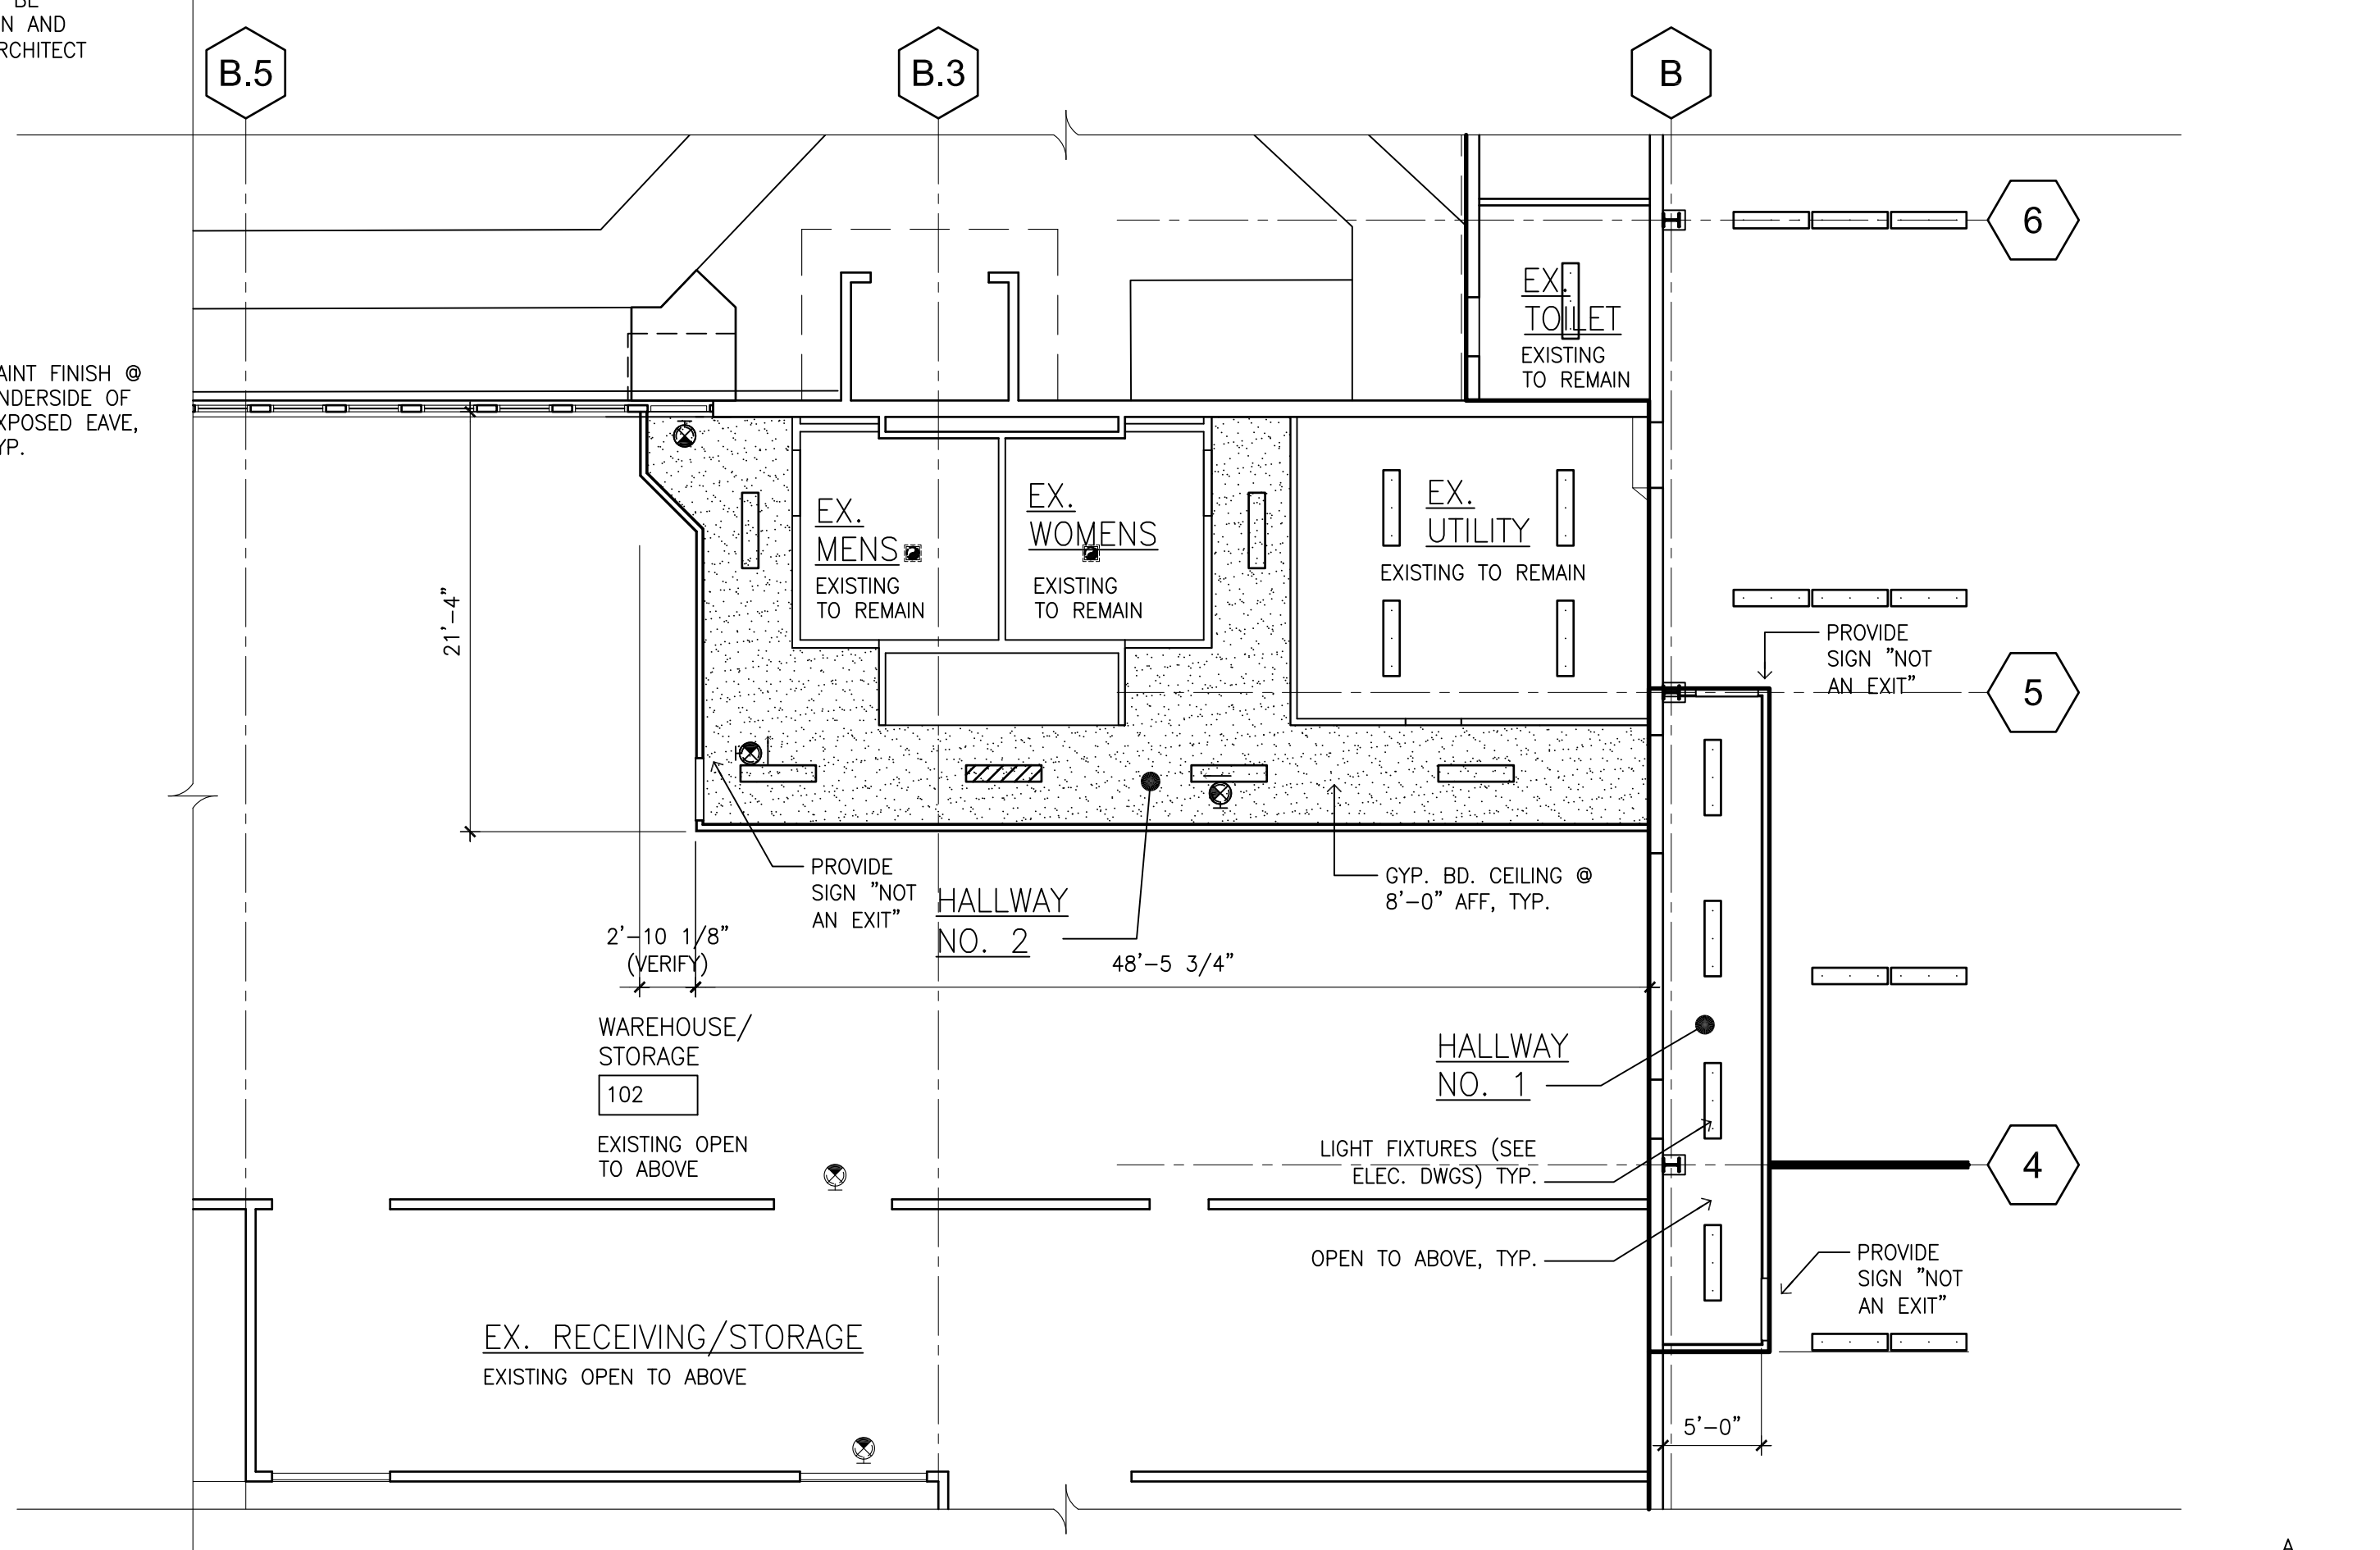 BE
N AND
RCHITECT
B.5
B.3
B
6
EX.
TOILET
EXISTING
TO REMAIN
AINT FINISH @
NDERSIDE OF
XPOSED EAVE,
YP.
EX.
MENS
EXISTING
TO REMAIN
EX.
WOMENS
EXISTING
TO REMAIN
EX.
UTILITY
EXISTING TO REMAIN
21'-4"
PROVIDE
SIGN "NOT
AN EXIT"
5
PROVIDE
SIGN "NOT
AN EXIT"
HALLWAY
NO. 2
GYP. BD. CEILING @
8'-0" AFF, TYP.
2'-10 1/8"
(VERIFY)
48'-5 3/4"
WAREHOUSE/
STORAGE
102
EXISTING OPEN
TO ABOVE
HALLWAY
NO. 1
LIGHT FIXTURES (SEE
ELEC. DWGS) TYP.
4
OPEN TO ABOVE, TYP.
PROVIDE
SIGN "NOT
AN EXIT"
EX. RECEIVING/STORAGE
EXISTING OPEN TO ABOVE
5'-0"
A